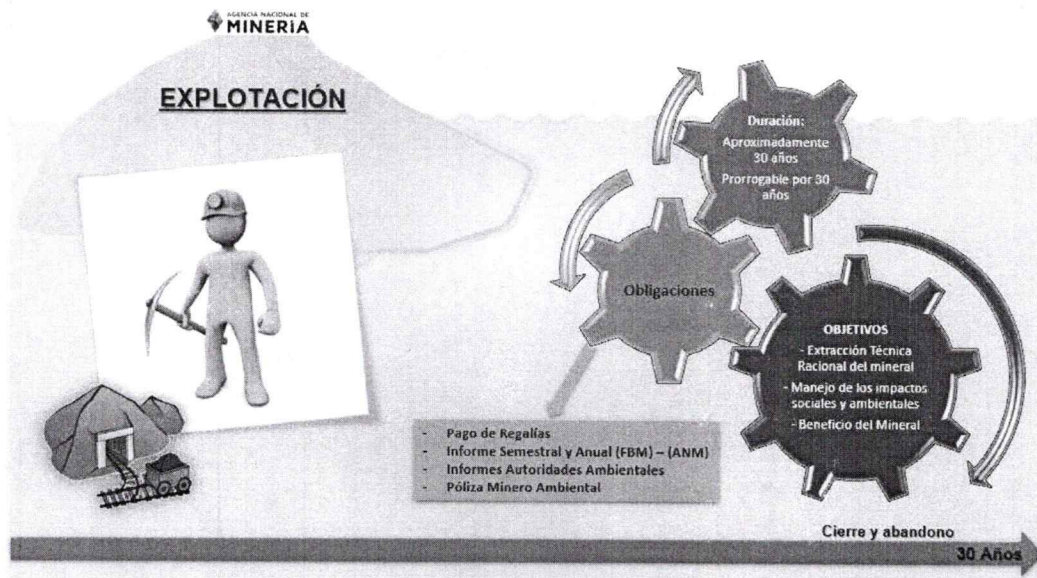 AGENCIA NACIONAL DE
MINERÍA
EXPLOTACIÓN
Duración:
Aproximadamente
30 años
Prorrogable por 30
años
Obligaciones
OBJETIVOS
- Extracción Técnica
Racional del mineral
- Manejo de los impactos
sociales y ambientales
- Beneficio del Mineral
- Pago de Regalías
- Informe Semestral y Anual (FBM) – (ANM)
- Informes Autoridades Ambientales
- Póliza Minero Ambiental
Cierre y abandono
30 Años